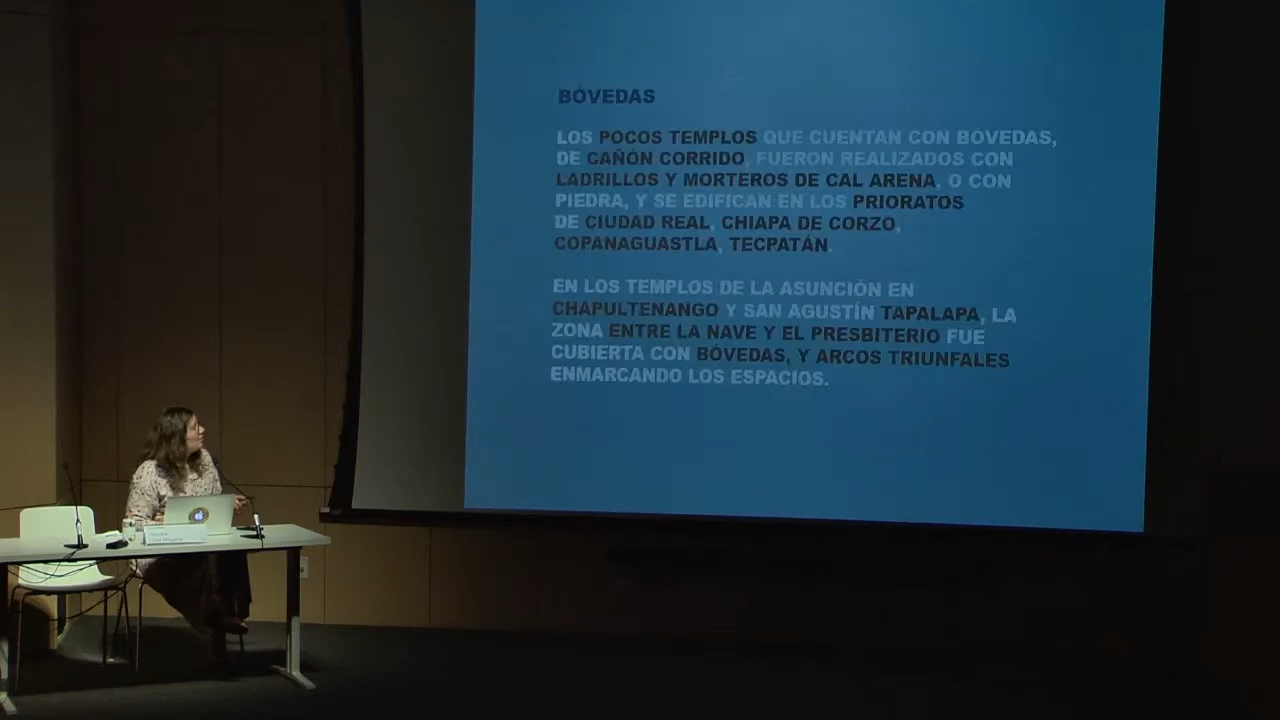 BÓVEDAS
LOS POCOS TEMPLOS QUE CUENTAN CON BÓVEDAS,
DE CAÑÓN CORRIDO, FUERON REALIZADOS CON
LADRILLOS Y MORTEROS DE CAL ARENA, O CON
PIEDRA, Y SE EDIFICAN EN LOS PRIORATOS
DE CIUDAD REAL, CHIAPA DE CORZO,
COPANAGUASTLA, TECPATÁN.
EN LOS TEMPLOS DE LA ASUNCIÓN EN
CHAPULTENANGO Y SAN AGUSTÍN TAPALAPA, LA
ZONA ENTRE LA NAVE Y EL PRESBITERIO FUE
CUBIERTA CON BÓVEDAS, Y ARCOS TRIUNFALES
ENMARCANDO LOS ESPACIOS.